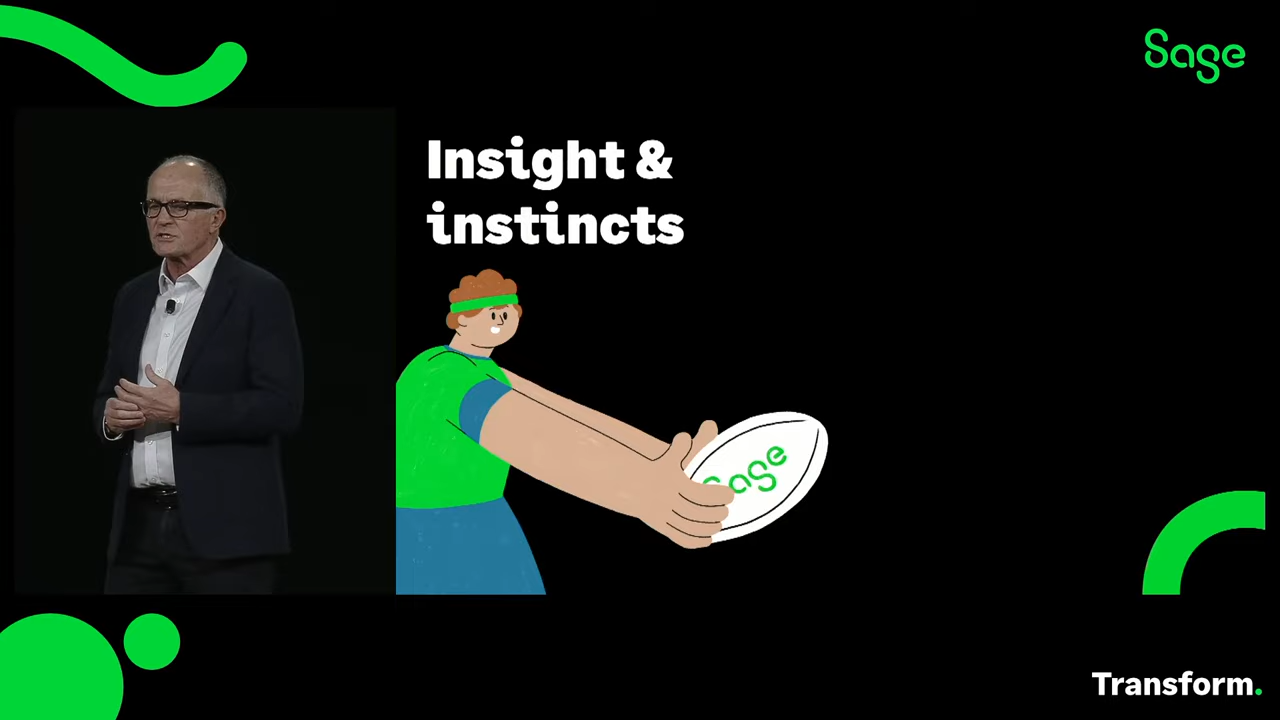 Sage
Insight &
instincts
Sage
Transform.